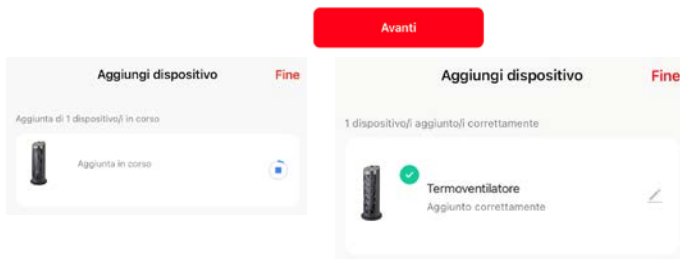 Avanti
Aggiungi dispositivo Fine
Aggiunta di 1 dispositivo/i in corso
Aggiunta in corso
Aggiungi dispositivo Fine
1 dispositivo/i aggiunto/i correttamente
Termoventilatore
Aggiunto correttamente